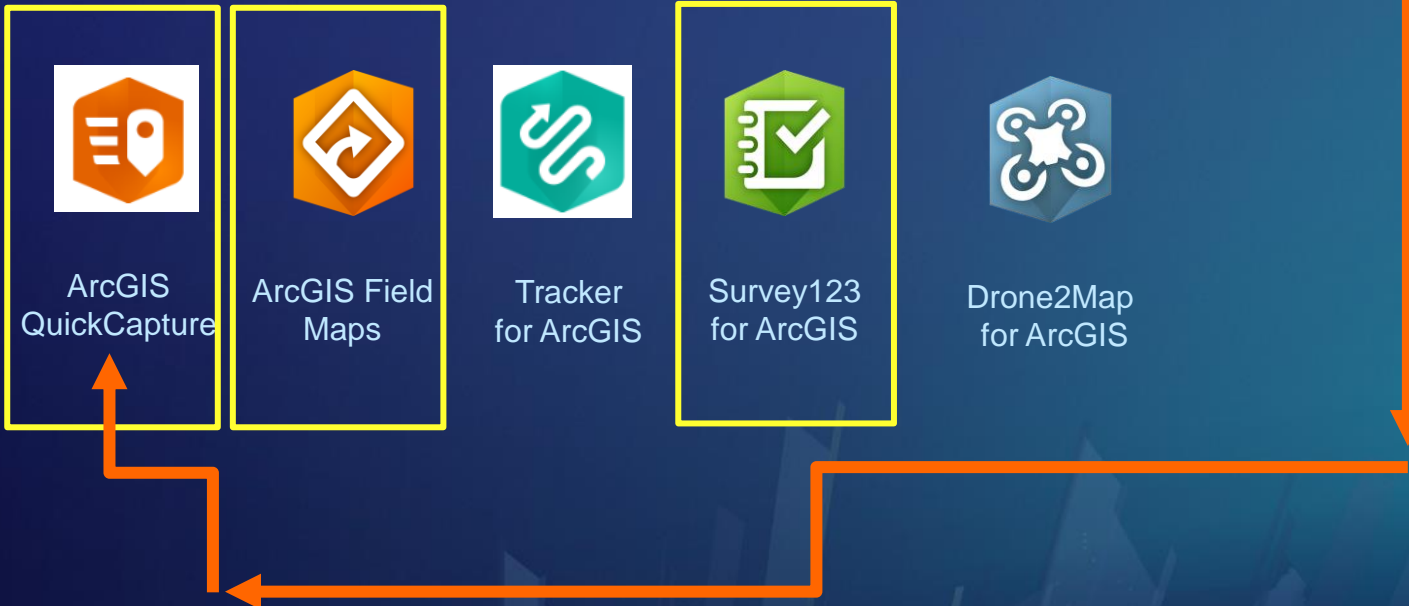 ArcGIS
QuickCapture
ArcGIS Field
Maps
Tracker
for ArcGIS
Survey123
for ArcGIS
Drone2Map
for ArcGIS